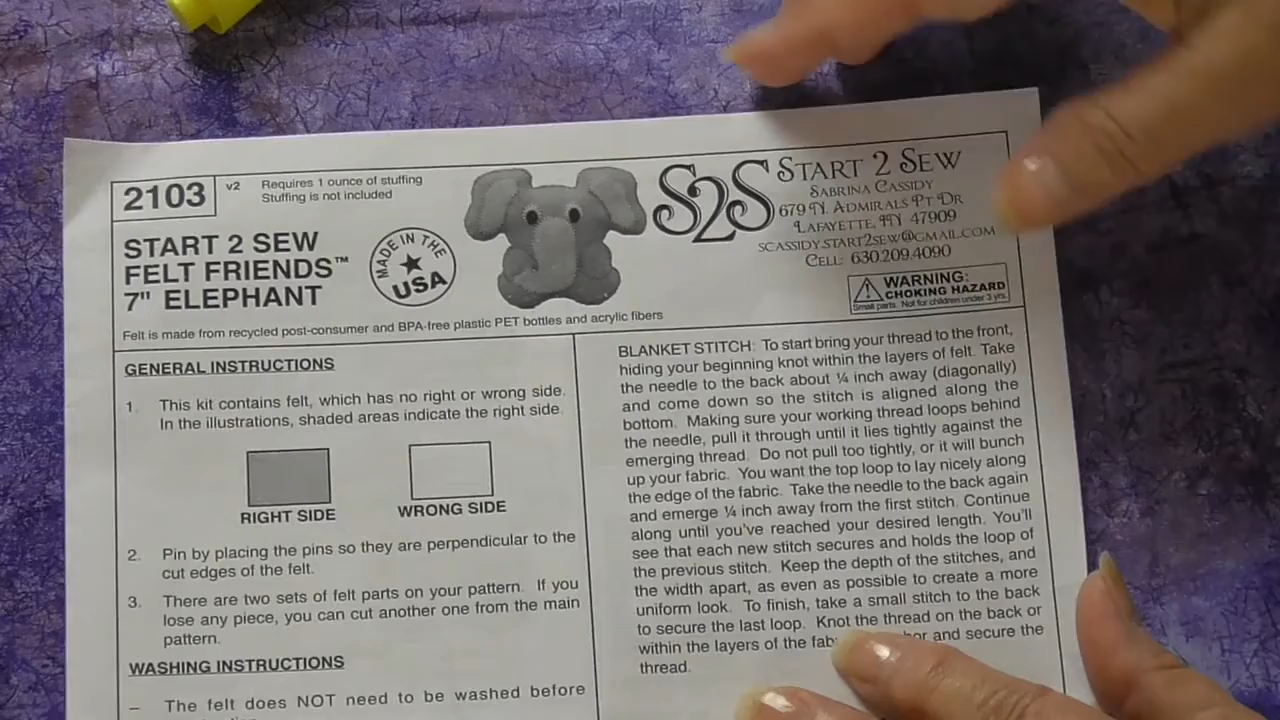 2103
v2
Requires 1 ounce of stuffing
Stuffing is not included
START 2 SEW
FELT FRIENDS™
7" ELEPHANT
MADE IN THE
USA
S2S
START 2 SEW
SABRINA CASSIDY
679 N. ADMIRALS PT DR
LAFAYETTE, IN 47909
SCASSIDY.START2SEW@GMAIL.COM
CELL: 630.209.4090
WARNING:
CHOKING HAZARD
Small parts. Not for children under 3 yrs.
Felt is made from recycled post-consumer and BPA-free plastic PET bottles and acrylic fibers
GENERAL INSTRUCTIONS
1. This kit contains felt, which has no right or wrong side.
In the illustrations, shaded areas indicate the right side.
RIGHT SIDE
WRONG SIDE
2. Pin by placing the pins so they are perpendicular to the
cut edges of the felt.
3. There are two sets of felt parts on your pattern. If you
lose any piece, you can cut another one from the main
pattern.
WASHING INSTRUCTIONS
– The felt does NOT need to be washed before
BLANKET STITCH: To start bring your thread to the front,
hiding your beginning knot within the layers of felt. Take
the needle to the back about ¼ inch away (diagonally)
and come down so the stitch is aligned along the
bottom. Making sure your working thread loops behind
the needle, pull it through until it lies tightly against the
emerging thread. Do not pull too tightly, or it will bunch
up your fabric. You want the top loop to lay nicely along
the edge of the fabric. Take the needle to the back again
and emerge ¼ inch away from the first stitch. Continue
along until you've reached your desired length. You'll
see that each new stitch secures and holds the loop of
the previous stitch. Keep the depth of the stitches, and
the width apart, as even as possible to create a more
uniform look. To finish, take a small stitch to the back
to secure the last loop. Knot the thread on the back or
within the layers of the and secure the
thread.